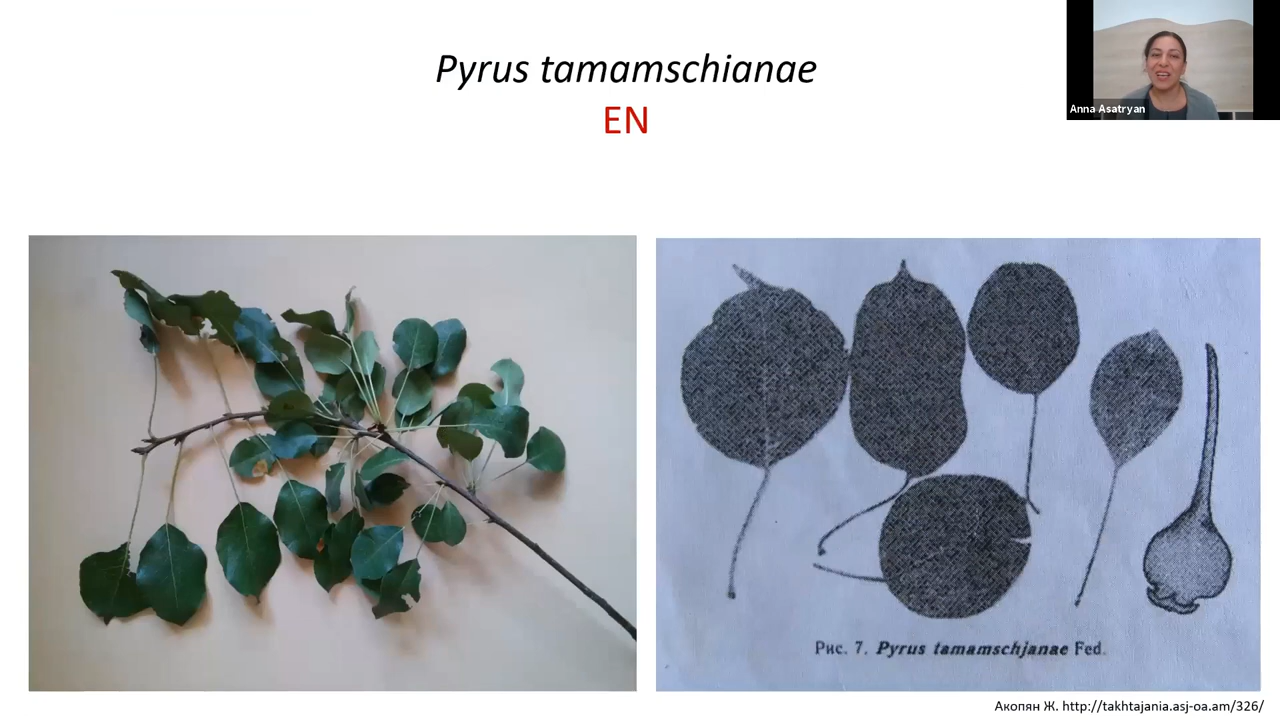 Pyrus tamamschianae
EN
Anna Asatryan
Рис. 7. Pyrus tamamschjanae Fed.
Акопян Ж. http://takhtajania.asj-oa.am/326/